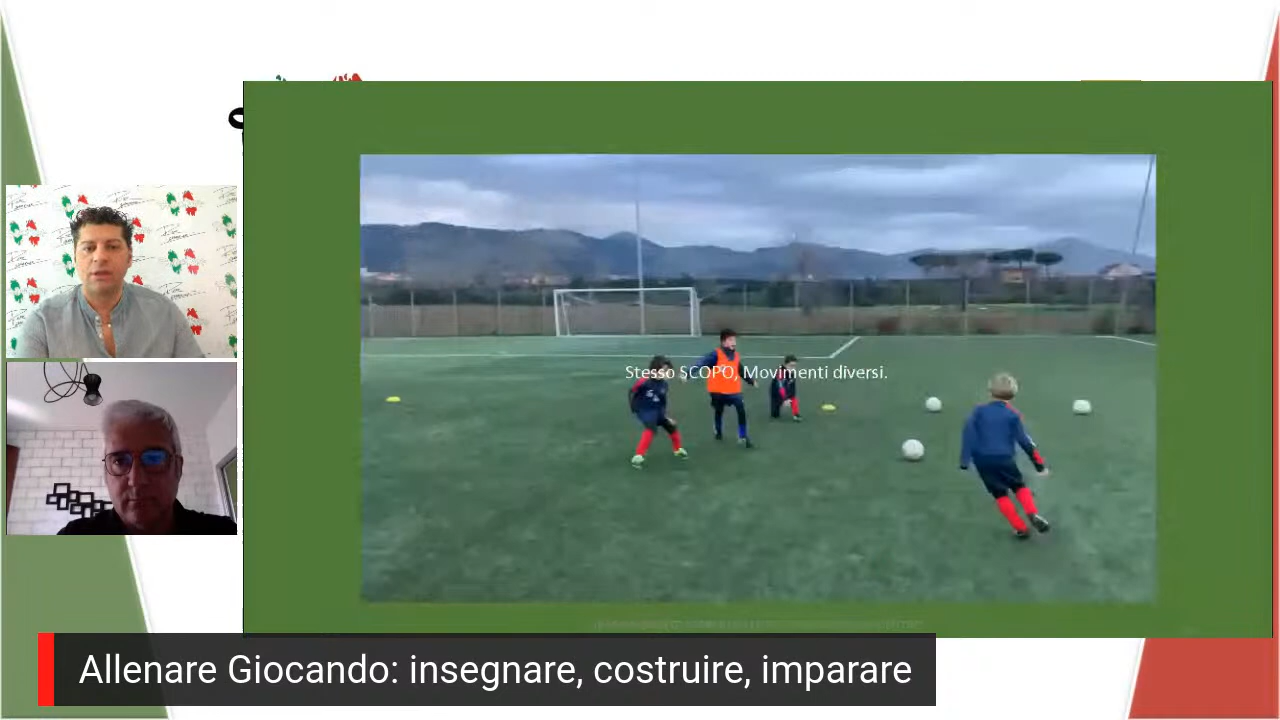 Stesso SCOPO, Movimenti diversi.
Allenare Giocando: insegnare, costruire, imparare